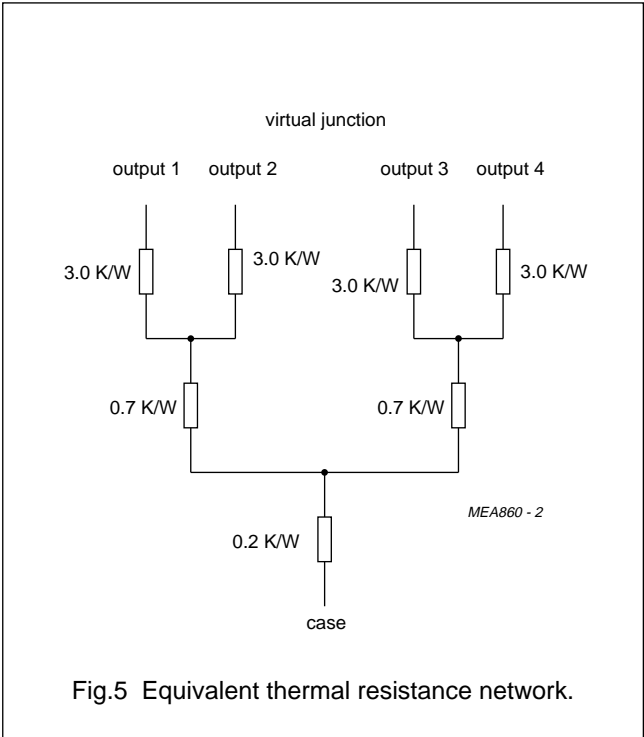 virtual junction
output 1 output 2 output 3 output 4
3.0 K/W 3.0 K/W 3.0 K/W 3.0 K/W
0.7 K/W 0.7 K/W
MEA860 - 2
0.2 K/W
case
Fig.5 Equivalent thermal resistance network.